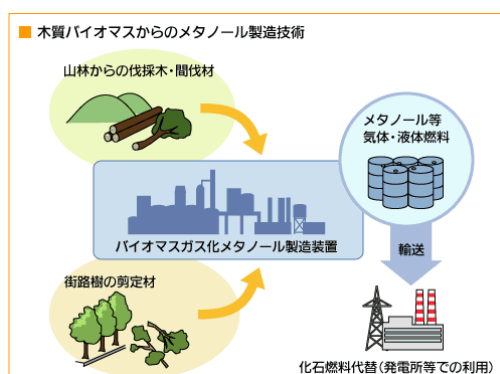 ■ 木質バイオマスからのメタノール製造技術
山林からの伐採木・間伐材
メタノール等
気体・液体燃料
バイオマスガス化メタノール製造装置
輸送
街路樹の剪定材
化石燃料代替(発電所等での利用)